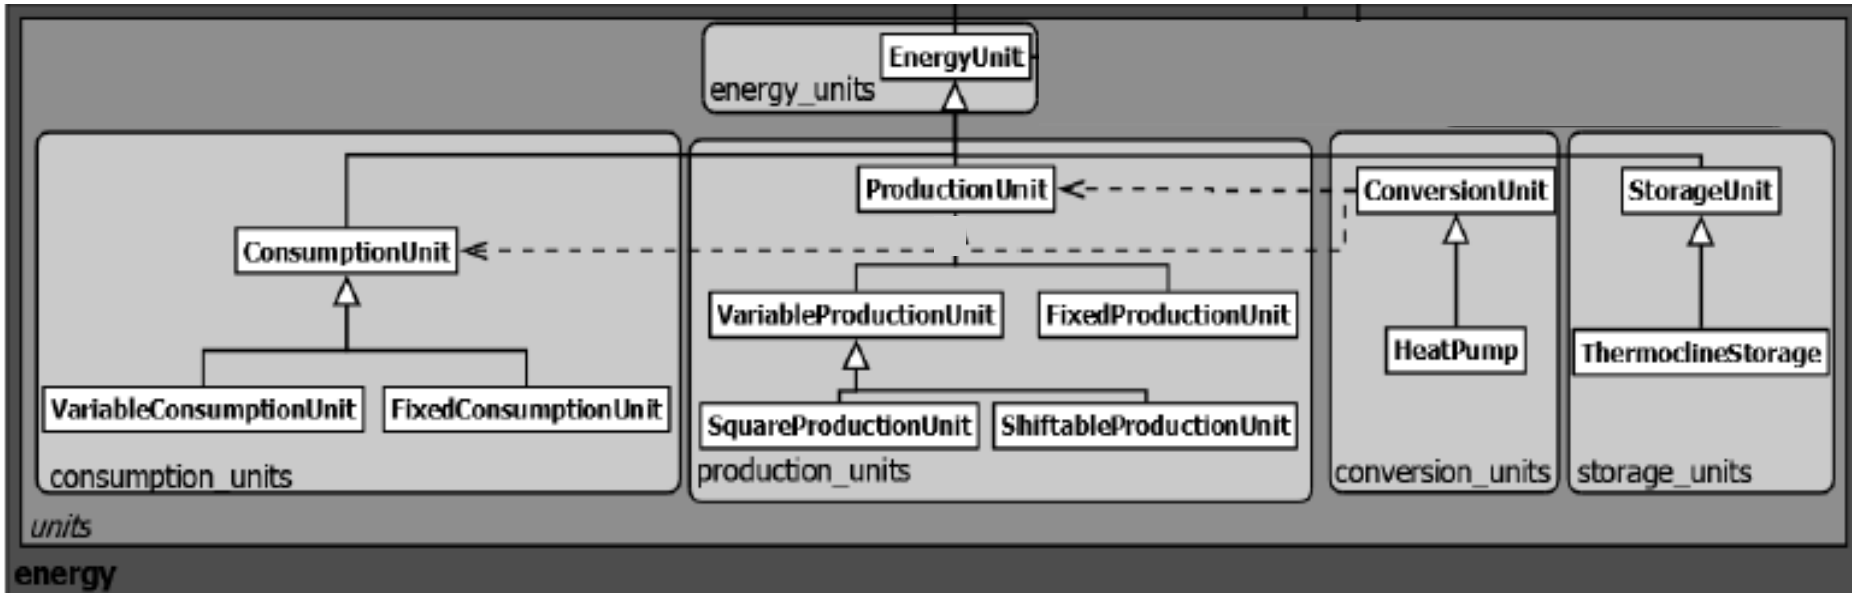 EnergyUnit
energy_units
ProductionUnit
ConversionUnit
StorageUnit
ConsumptionUnit
VariableProductionUnit
FixedProductionUnit
HeatPump
ThermoclineStorage
VariableConsumptionUnit
FixedConsumptionUnit
SquareProductionUnit
ShiftableProductionUnit
consumption_units
production_units
conversion_units
storage_units
units
energy